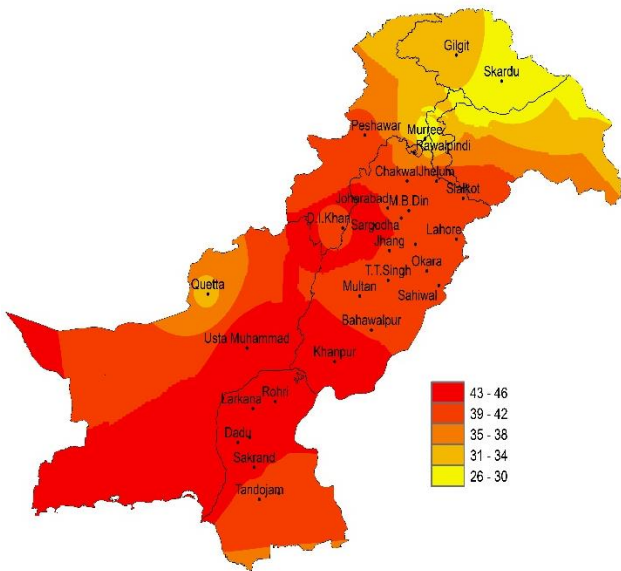 Gilgit
Skardu
Peshawar
Murree
Rawalpindi
Chakwal
Jhelum
Sialkot
Joharabad
M.B.Din
D.I.Khan
Sargodha
Lahore
Jhang
Okara
T.T.Singh
Quetta
Multan
Sahiwal
Bahawalpur
Usta Muhammad
Khanpur
43 - 46
39 - 42
35 - 38
31 - 34
26 - 30
Rohri
Larkana
Dadu
Sakrand
Tandojam